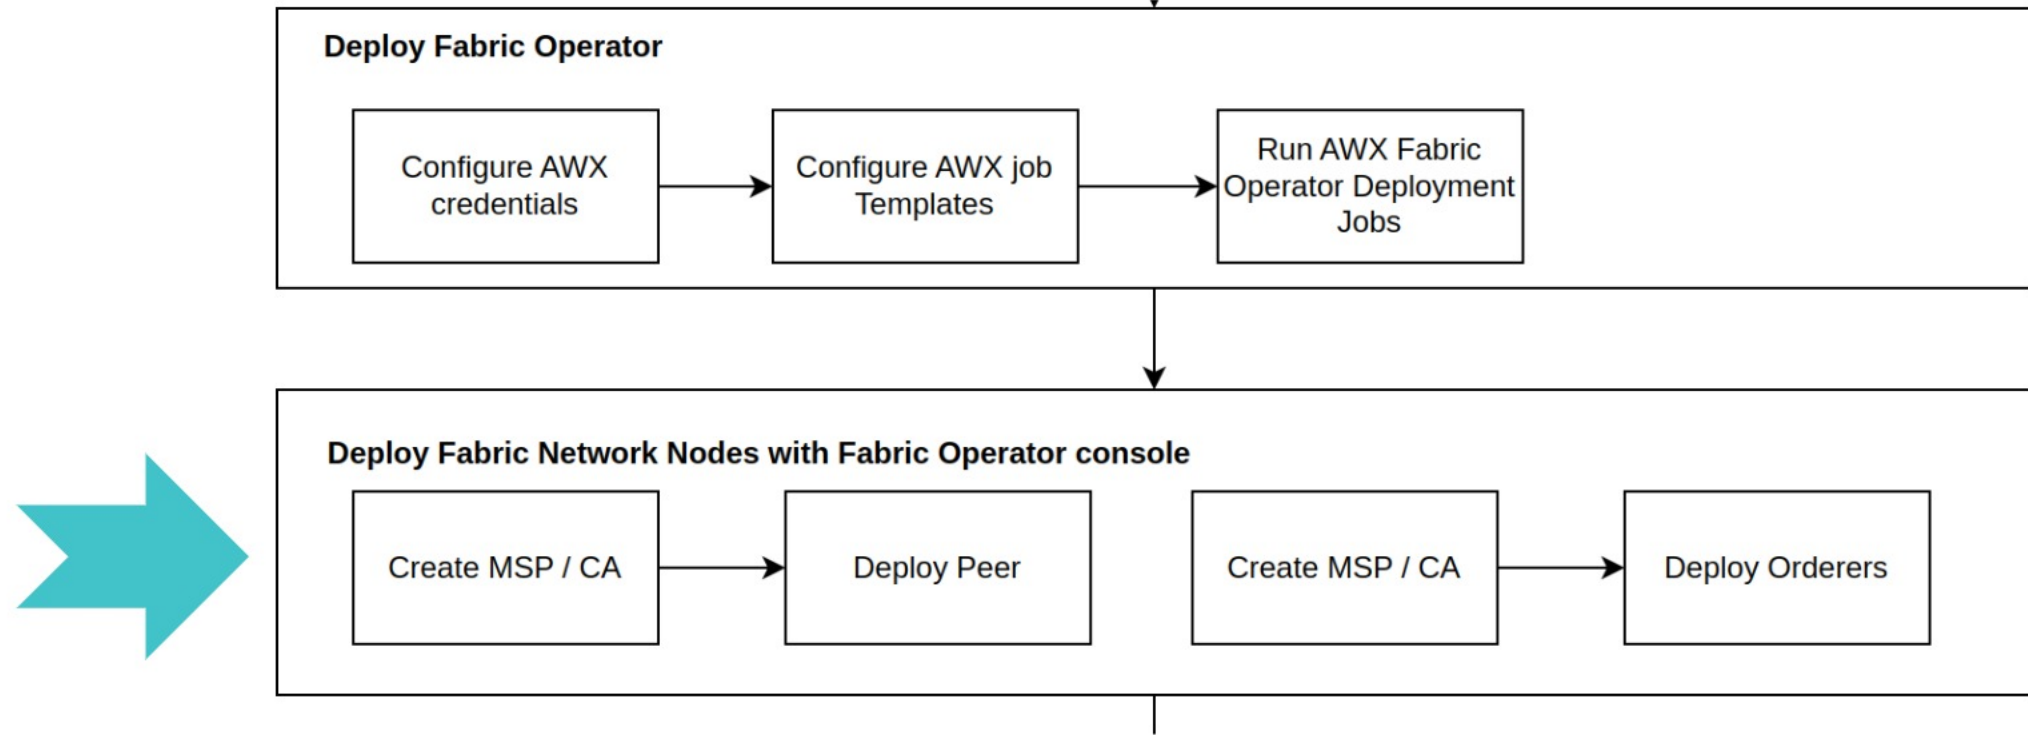 Deploy Fabric Operator
Configure AWX
credentials
Configure AWX job
Templates
Run AWX Fabric
Operator Deployment
Jobs
Deploy Fabric Network Nodes with Fabric Operator console
Create MSP / CA
Deploy Peer
Create MSP / CA
Deploy Orderers